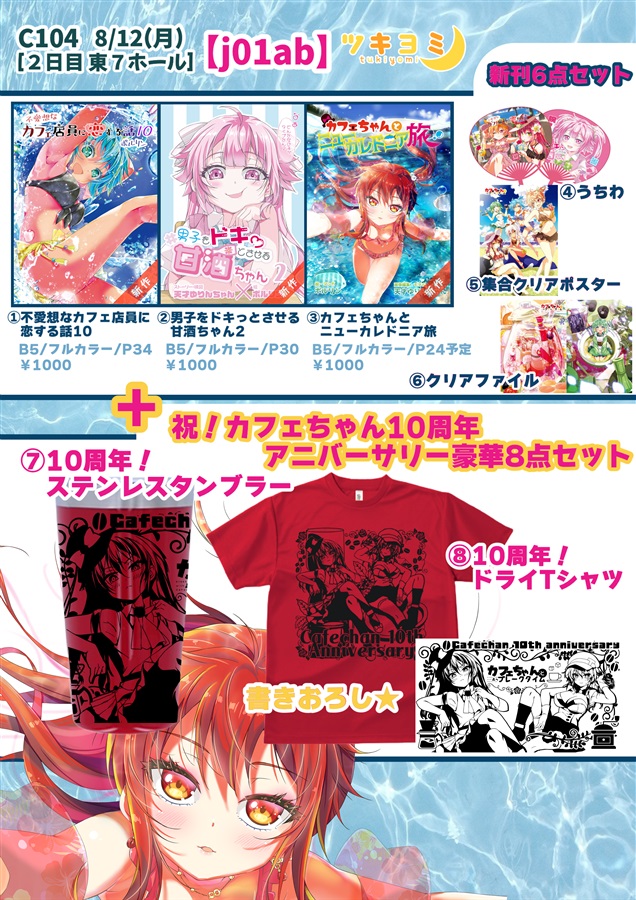 C104 8/12(月)
[2日目 東7ホール]
【j01ab】
ツキヨミ
tukiyomi
新刊6点セット
不愛想な
カフェ店員に恋する話10
ポルリン
新作
男子をドキっとさせる
甘酒ちゃん2
新作
カフェちゃんと
ニューカレドニア旅
新作
①不愛想なカフェ店員に
恋する話10
B5/フルカラー/P34
￥1000
②男子をドキっとさせる
甘酒ちゃん2
B5/フルカラー/P30
￥1000
③カフェちゃんと
ニューカレドニア旅
B5/フルカラー/P24予定
￥1000
④うちわ
⑤集合クリアポスター
⑥クリアファイル
+
祝！カフェちゃん10周年
アニバーサリー豪華8点セット
⑦10周年！
ステンレスタンブラー
Cafechan
Cafechan 10th
Anniversary
⑧10周年！
ドライTシャツ
書きおろし★
Cafechan 10th anniversary